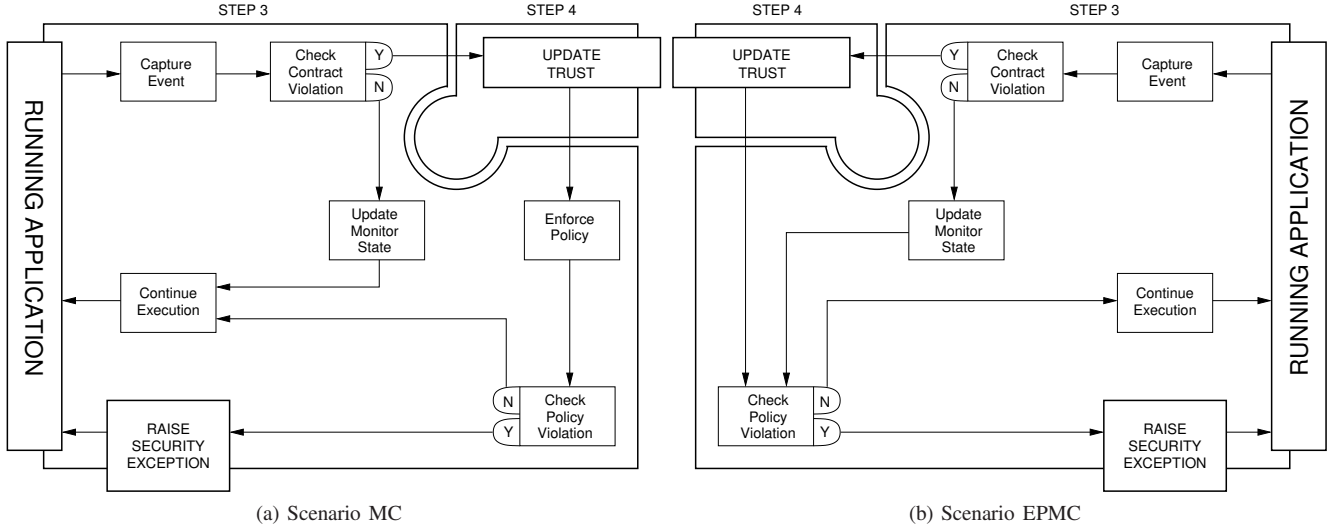 STEP 3
STEP 4
RUNNING APPLICATION
Capture
Event
Check
Contract
Violation
Y
N
UPDATE
TRUST
Update
Monitor
State
Enforce
Policy
Continue
Execution
N
Y
Check
Policy
Violation
RAISE
SECURITY
EXCEPTION
(a) Scenario MC
STEP 4
STEP 3
UPDATE
TRUST
Y
N
Check
Contract
Violation
Capture
Event
RUNNING APPLICATION
Update
Monitor
State
Continue
Execution
Check
Policy
Violation
N
Y
RAISE
SECURITY
EXCEPTION
(b) Scenario EPMC